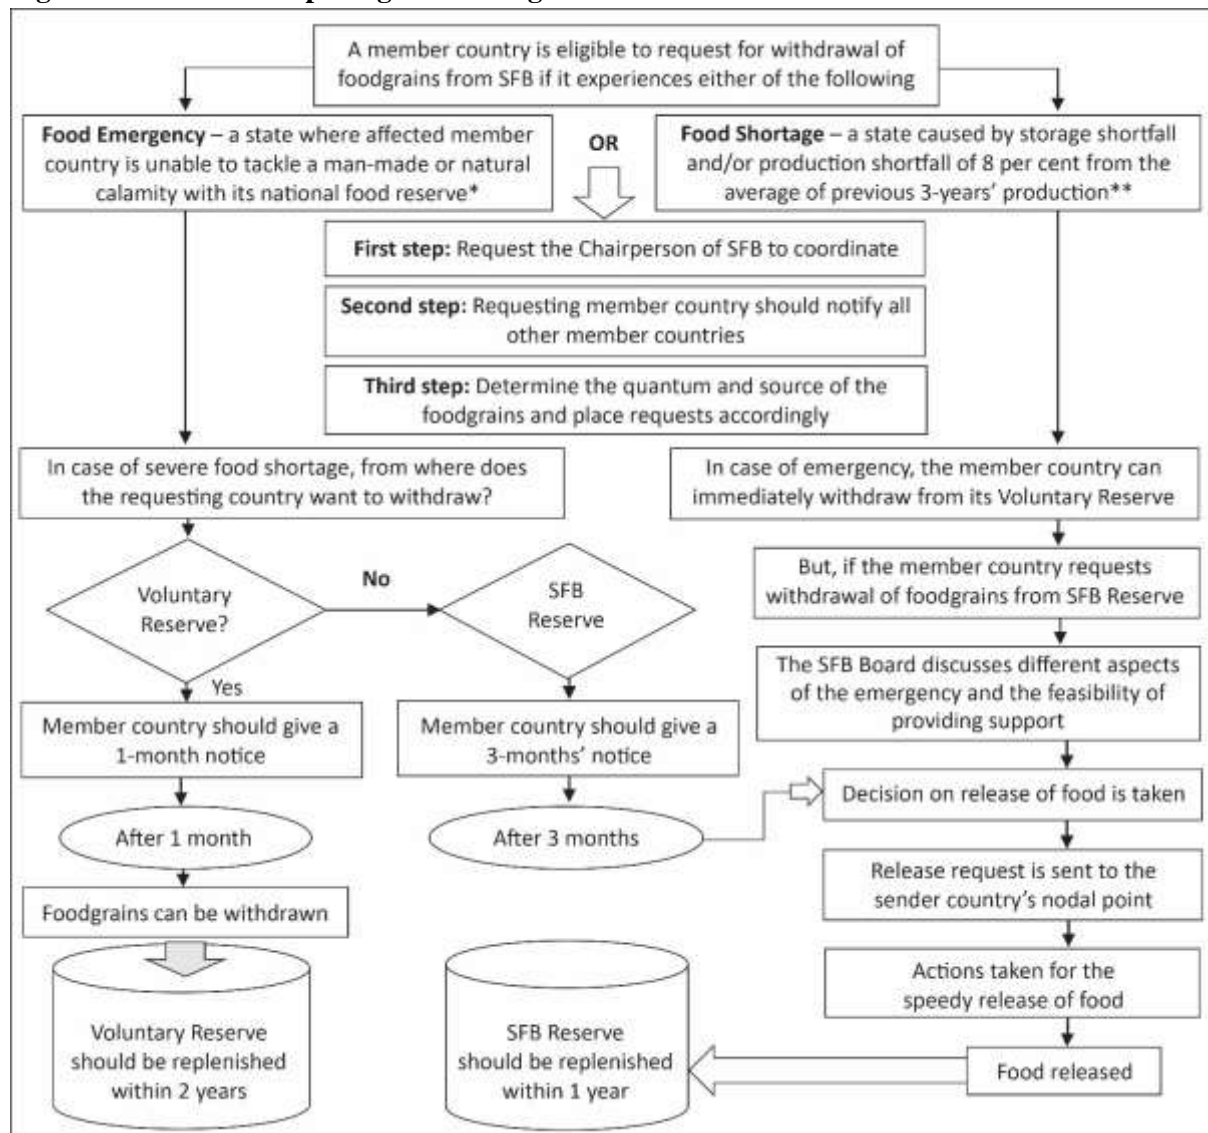 A member country is eligible to request for withdrawal of
foodgrains from SFB if it experiences either of the following
Food Emergency – a state where affected member
country is unable to tackle a man-made or natural
calamity with its national food reserve*
OR
Food Shortage – a state caused by storage shortfall
and/or production shortfall of 8 per cent from the
average of previous 3-years' production**
First step: Request the Chairperson of SFB to coordinate
Second step: Requesting member country should notify all
other member countries
Third step: Determine the quantum and source of the
foodgrains and place requests accordingly
In case of severe food shortage, from where does
the requesting country want to withdraw?
Voluntary
Reserve?
No
SFB
Reserve
Yes
Member country should give a
1-month notice
After 1 month
Foodgrains can be withdrawn
Voluntary Reserve
should be replenished
within 2 years
Member country should give a
3-months' notice
After 3 months
In case of emergency, the member country can
immediately withdraw from its Voluntary Reserve
But, if the member country requests
withdrawal of foodgrains from SFB Reserve
The SFB Board discusses different aspects
of the emergency and the feasibility of
providing support
Decision on release of food is taken
Release request is sent to the
sender country's nodal point
Actions taken for the
speedy release of food
Food released
SFB Reserve
should be replenished
within 1 year